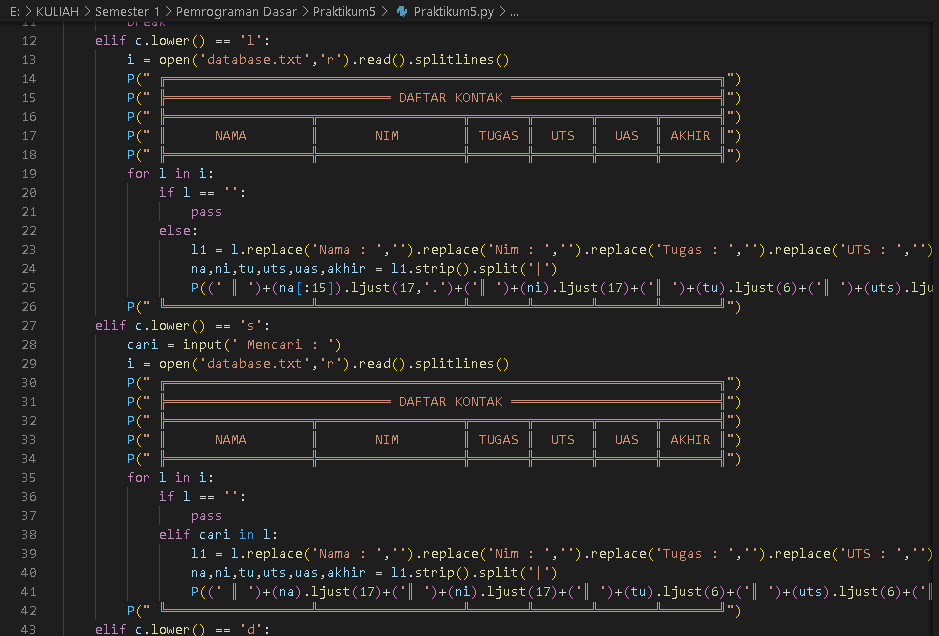 E: > KULIAH > Semester 1 > Pemrograman Dasar > Praktikum5 > Praktikum5.py > ...
11 break
12 elif c.lower() == 'l':
13 i = open('database.txt','r').read().splitlines()
14 P(" ╔══════════════════════════════════════════════════════════════════════╗")
15 P(" ╠════════════════════════════ DAFTAR KONTAK ══════════════════════════╣")
16 P(" ╠══════════════════╦══════════════════╦═══════╦═══════╦═══════╦═══════╣")
17 P(" ║ NAMA ║ NIM ║ TUGAS ║ UTS ║ UAS ║ AKHIR ║")
18 P(" ╠══════════════════╬══════════════════╬═══════╬═══════╬═══════╬═══════╣")
19 for l in i:
20 if l == '':
21 pass
22 else:
23 l1 = l.replace('Nama : ','').replace('Nim : ','').replace('Tugas : ','').replace('UTS : ','')
24 na,ni,tu,uts,uas,akhir = l1.strip().split('|')
25 P((' ║ ')+(na[:15]).ljust(17,'.')+('║ ')+(ni).ljust(17)+('║ ')+(tu).ljust(6)+('║ ')+(uts).lju
26 P(" ╚══════════════════╩══════════════════╩═══════╩═══════╩═══════╩═══════╝")
27 elif c.lower() == 's':
28 cari = input(' Mencari : ')
29 i = open('database.txt','r').read().splitlines()
30 P(" ╔══════════════════════════════════════════════════════════════════════╗")
31 P(" ╠════════════════════════════ DAFTAR KONTAK ══════════════════════════╣")
32 P(" ╠══════════════════╦══════════════════╦═══════╦═══════╦═══════╦═══════╣")
33 P(" ║ NAMA ║ NIM ║ TUGAS ║ UTS ║ UAS ║ AKHIR ║")
34 P(" ╠══════════════════╬══════════════════╬═══════╬═══════╬═══════╬═══════╣")
35 for l in i:
36 if l == '':
37 pass
38 elif cari in l:
39 l1 = l.replace('Nama : ','').replace('Nim : ','').replace('Tugas : ','').replace('UTS : ','')
40 na,ni,tu,uts,uas,akhir = l1.strip().split('|')
41 P((' ║ ')+(na).ljust(17)+('║ ')+(ni).ljust(17)+('║ ')+(tu).ljust(6)+('║ ')+(uts).ljust(6)+('║
42 P(" ╚══════════════════╩══════════════════╩═══════╩═══════╩═══════╩═══════╝")
43 elif c.lower() == 'd':